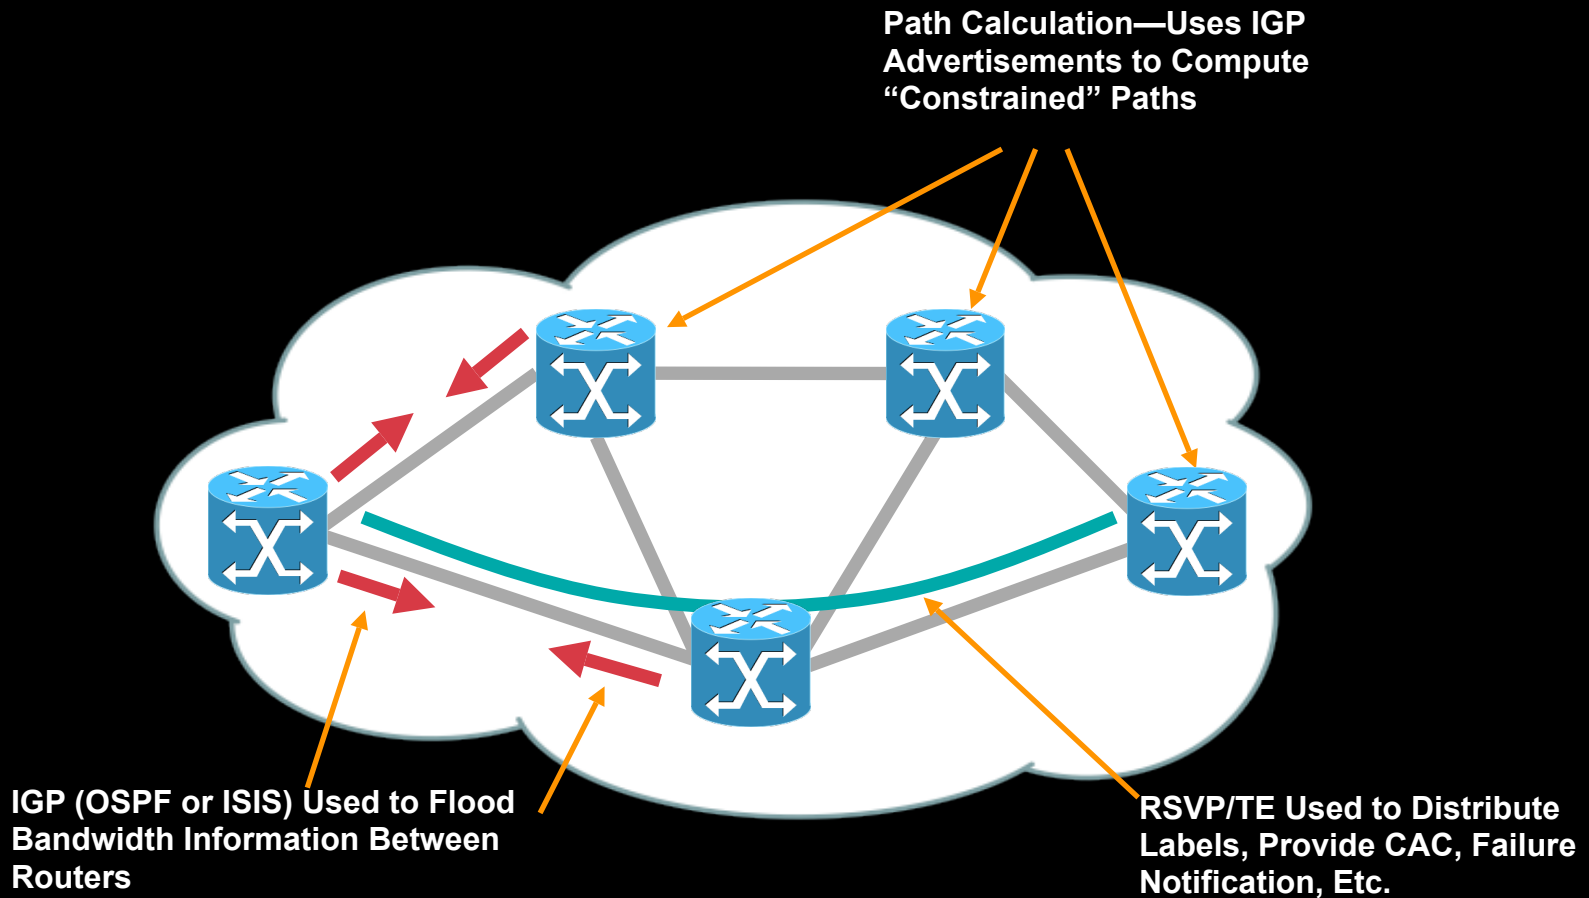 Path Calculation—Uses IGP
Advertisements to Compute
“Constrained” Paths
IGP (OSPF or ISIS) Used to Flood
Bandwidth Information Between
Routers
RSVP/TE Used to Distribute
Labels, Provide CAC, Failure
Notification, Etc.